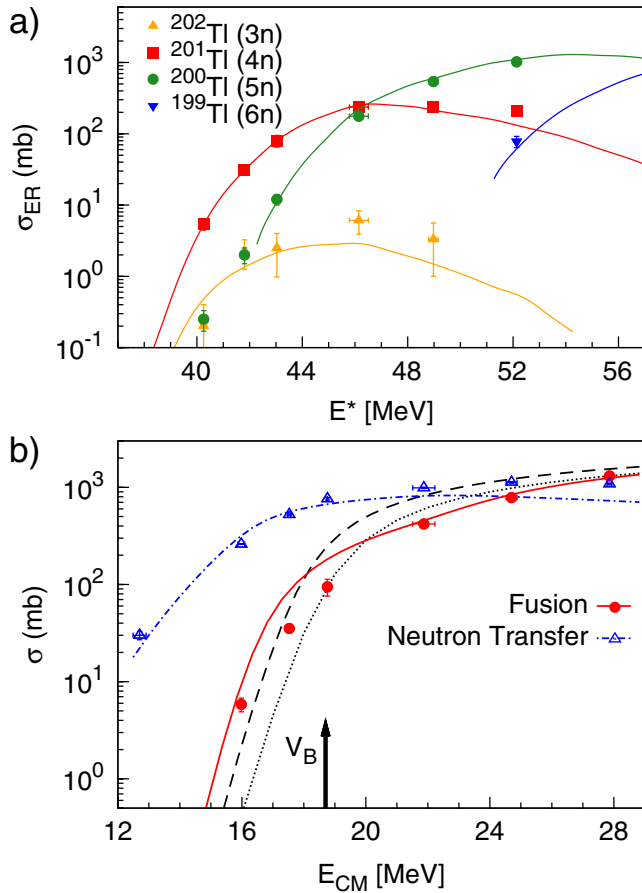 a)
²⁰²Tl (3n)
²⁰¹Tl (4n)
²⁰⁰Tl (5n)
¹⁹⁹Tl (6n)
10³
10²
10¹
10⁰
10⁻¹
σ_ER (mb)
40 44 48 52 56
E* [MeV]
b)
10³
10²
10¹
10⁰
σ (mb)
Fusion
Neutron Transfer
V_B
12 16 20 24 28
E_CM [MeV]